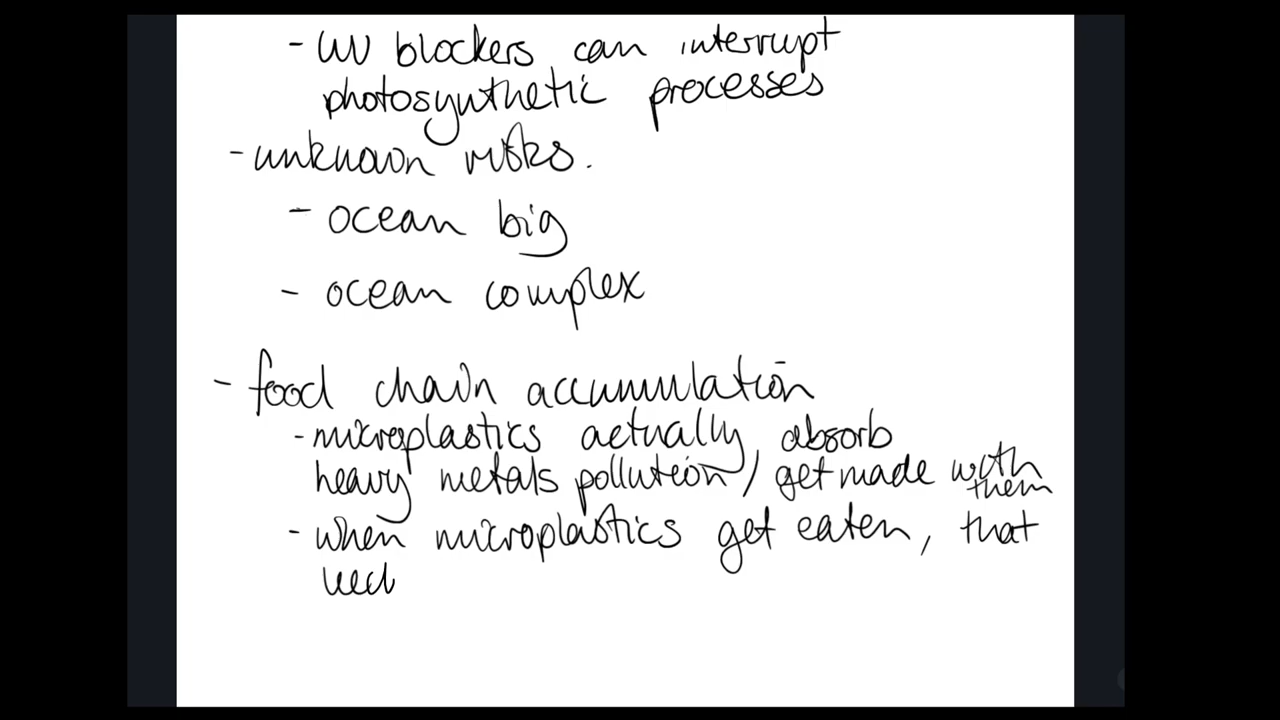 - UV blockers can interrupt
photosynthetic processes
- unknown risks.
- ocean big
- ocean complex
- food chain accumulation
- microplastics actually absorb
heavy metals pollution / get made with
them
- when microplastics get eaten, that